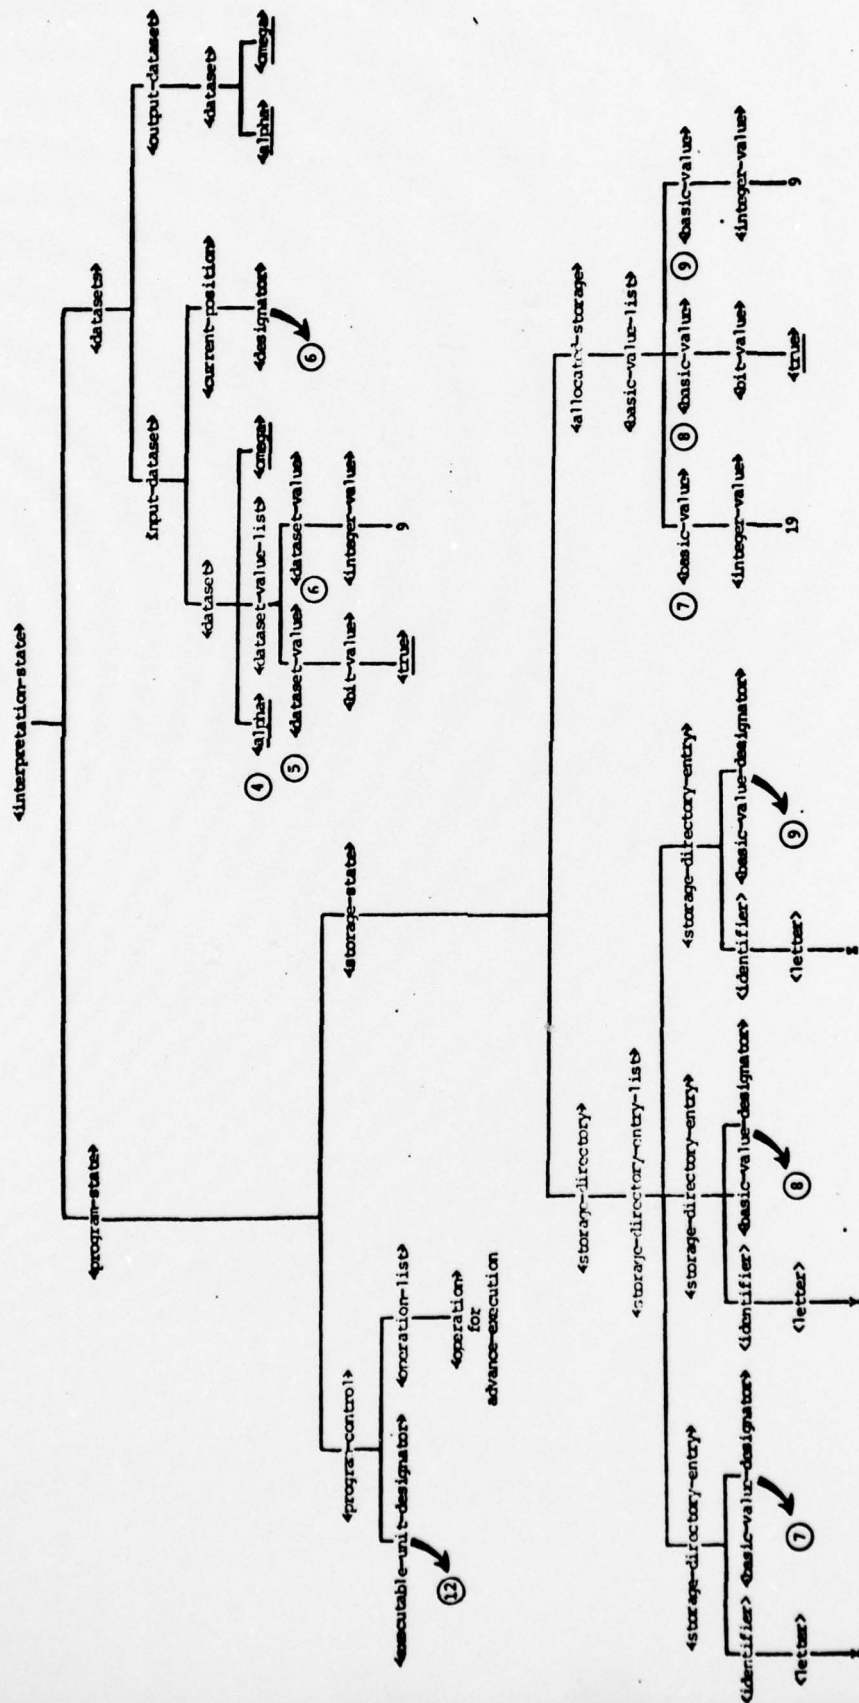 <interpretation-state>
<program-state> <datasets>
<program-control> <storage-state> <input-dataset> <current-position> <output-dataset>
<executable-unit-designator> <operation-list> <dataset> <designator> <dataset>
12 <operation> 4 <alpha> <dataset-value-list> <omega> 6 <alpha> <omega>
for 5 <dataset-value> 6 <dataset-value>
advance-execution <bit-value> <integer-value>
<true> 9
<storage-directory> <allocated-storage>
<storage-directory-entry-list> <basic-value-list>
<storage-directory-entry> <storage-directory-entry> <storage-directory-entry> 7 <basic-value> 8 <basic-value> 9 <basic-value>
<identifier> <basic-value-designator> <identifier> <basic-value-designator> <identifier> <basic-value-designator> <integer-value> <bit-value> <integer-value>
<letter> 7 <letter> 8 <letter> 9 19 <true> 9